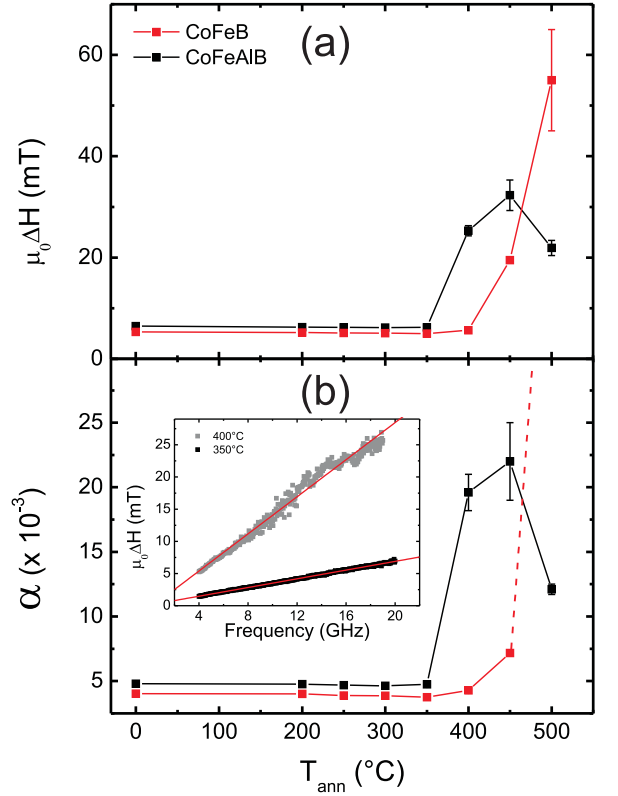 (a)
CoFeB
CoFeAlB
μ₀ΔH (mT)
60
40
20
0
(b)
α (x 10⁻³)
25
20
15
10
5
400°C
350°C
μ₀ΔH (mT)
25
20
15
10
5
0
4 8 12 16 20
Frequency (GHz)
0 100 200 300 400 500
T_ann (°C)